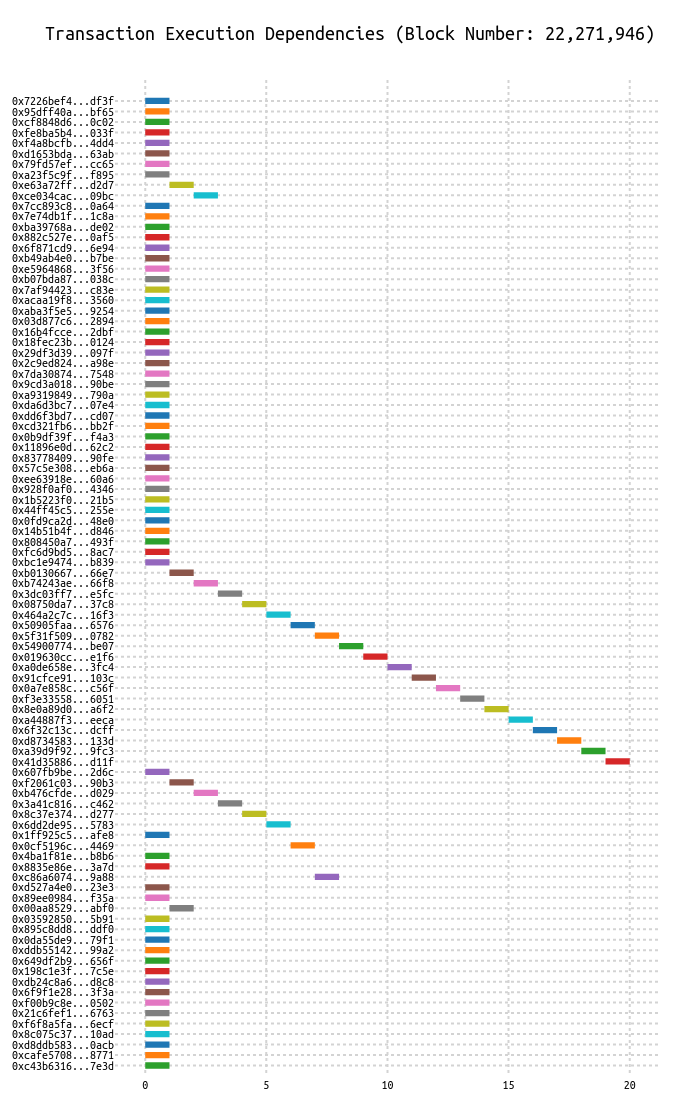 Transaction Execution Dependencies (Block Number: 22,271,946)
0x7226bef4...df3f
0x95dff40a...bf65
0xcf8848d6...0c02
0xfe8ba5b4...033f
0xf4a8bcfb...4dd4
0xd1653bda...63ab
0x79fd57ef...cc65
0xa23f5c9f...f895
0xe63a72ff...d2d7
0xce034cac...09bc
0x7cc893c8...0a64
0x7e74db1f...1c8a
0xba39768a...de02
0x882c527e...0af5
0x6f871cd9...6e94
0xb49ab4e0...b7be
0xe5964868...3f56
0xb07bda87...038c
0x7af94423...c83e
0xacaa19f8...3560
0xaba3f5e5...9254
0x03d877c6...2894
0x16b4fcce...2dbf
0x18fec23b...0124
0x29df3d39...097f
0x2c9ed824...a98e
0x7da30874...7548
0x9cd3a018...90be
0xa9319849...790a
0xda6d3bc7...07e4
0xdd6f3bd7...cd07
0xcd321fb6...bb2f
0x0b9df39f...f4a3
0x11896e0d...62c2
0x83778409...90fe
0x57c5e308...eb6a
0xee63918e...60a6
0x928f0af0...4346
0x1b5223f0...21b5
0x44ff45c5...255e
0x0fd9ca2d...48e0
0x14b51b4f...d846
0x808450a7...493f
0xfc6d9bd5...8ac7
0xbc1e9474...b839
0xb0130667...66e7
0xb74243ae...66f8
0x3dc03ff7...e5fc
0x08750da7...37c8
0x464a2c7c...16f3
0x50905faa...6576
0x5f31f509...0782
0x54900774...be07
0x019630cc...e1f6
0xa0de658e...3fc4
0x91cfce91...103c
0x0a7e858c...c56f
0xf3e33558...6051
0x8e0a89d0...a6f2
0xa44887f3...eeca
0x6f32c13c...dcff
0xd8734583...133d
0xa39d9f92...9fc3
0x41d35886...d11f
0x607fb9be...2d6c
0xf2061c03...90b3
0xb476cfde...d029
0x3a41c816...c462
0x8c37e374...d277
0x6dd2de95...5783
0x1ff925c5...afe8
0x0cf5196c...4469
0x4ba1f81e...b8b6
0x8835e86e...3a7d
0xc86a6074...9a88
0xd527a4e0...23e3
0x89ee0984...f35a
0x00aa8529...abf0
0x03592850...5b91
0x895c8dd8...ddf0
0x0da55de9...79f1
0xddb55142...99a2
0x649df2b9...656f
0x198c1e3f...7c5e
0xdb24c8a6...d8c8
0x6f9f1e28...3f3a
0xf00b9c8e...0502
0x21c6fef1...6763
0xf6f8a5fa...6ecf
0x8c075c37...10ad
0xd8ddb583...0acb
0xcafe5708...8771
0xc43b6316...7e3d
0 5 10 15 20